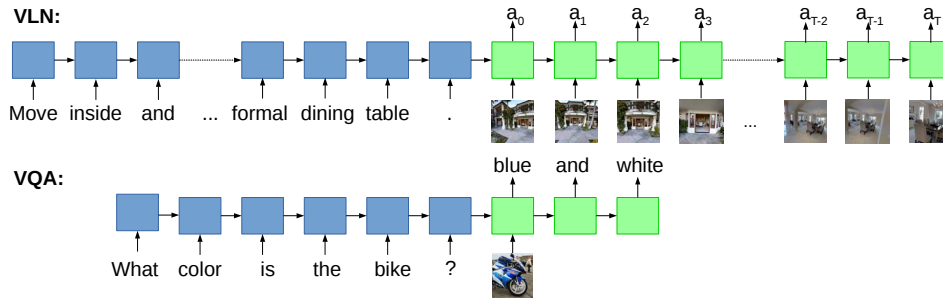 VLN:
a0 a1 a2 a3 aT-2 aT-1 aT
Move inside and ... formal dining table . ...
blue and white
VQA:
What color is the bike ?